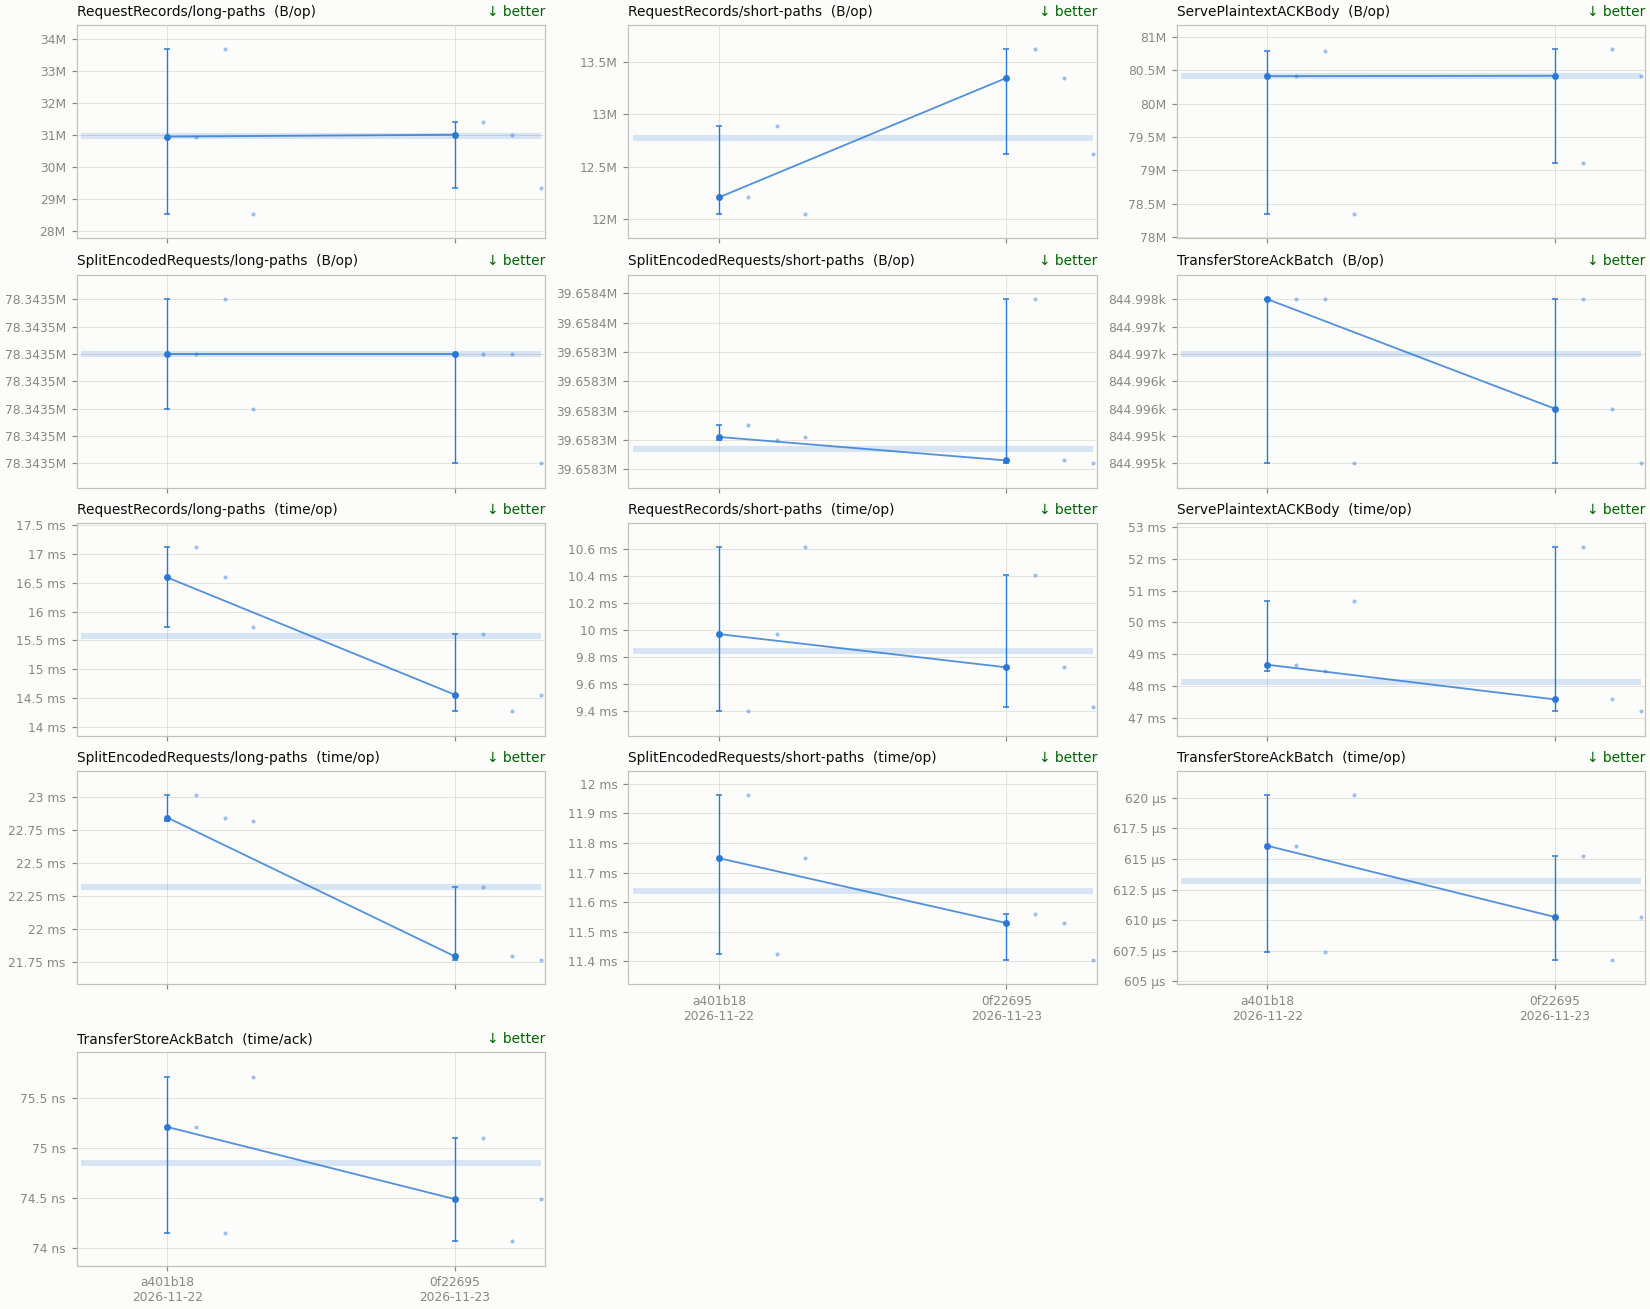 RequestRecords/long-paths (B/op) ↓ better
34M
33M
32M
31M
30M
29M
28M
RequestRecords/short-paths (B/op) ↓ better
13.5M
13M
12.5M
12M
ServePlaintextACKBody (B/op) ↓ better
81M
80.5M
80M
79.5M
79M
78.5M
78M
SplitEncodedRequests/long-paths (B/op) ↓ better
78.3435M
78.3435M
78.3435M
78.3435M
78.3435M
78.3435M
78.3435M
SplitEncodedRequests/short-paths (B/op) ↓ better
39.6584M
39.6584M
39.6583M
39.6583M
39.6583M
39.6583M
39.6583M
TransferStoreAckBatch (B/op) ↓ better
844.998k
844.997k
844.997k
844.996k
844.996k
844.995k
844.995k
RequestRecords/long-paths (time/op) ↓ better
17.5 ms
17 ms
16.5 ms
16 ms
15.5 ms
15 ms
14.5 ms
14 ms
RequestRecords/short-paths (time/op) ↓ better
10.6 ms
10.4 ms
10.2 ms
10 ms
9.8 ms
9.6 ms
9.4 ms
ServePlaintextACKBody (time/op) ↓ better
53 ms
52 ms
51 ms
50 ms
49 ms
48 ms
47 ms
SplitEncodedRequests/long-paths (time/op) ↓ better
23 ms
22.75 ms
22.5 ms
22.25 ms
22 ms
21.75 ms
SplitEncodedRequests/short-paths (time/op) ↓ better
12 ms
11.9 ms
11.8 ms
11.7 ms
11.6 ms
11.5 ms
11.4 ms
a401b18
2026-11-22
0f22695
2026-11-23
TransferStoreAckBatch (time/op) ↓ better
620 µs
617.5 µs
615 µs
612.5 µs
610 µs
607.5 µs
605 µs
a401b18
2026-11-22
0f22695
2026-11-23
TransferStoreAckBatch (time/ack) ↓ better
75.5 ns
75 ns
74.5 ns
74 ns
a401b18
2026-11-22
0f22695
2026-11-23